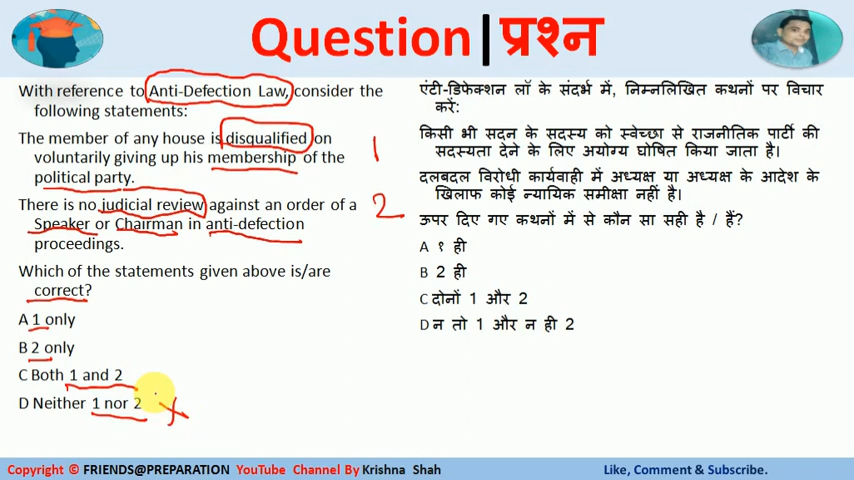 Question|प्रश्न
With reference to Anti-Defection Law, consider the
following statements:
The member of any house is disqualified on
voluntarily giving up his membership of the
political party.
1
There is no judicial review against an order of a
Speaker or Chairman in anti-defection
proceedings.
2
Which of the statements given above is/are
correct?
A 1 only
B 2 only
C Both 1 and 2
D Neither 1 nor 2
एंटी-डिफेक्शन लॉ के संदर्भ में, निम्नलिखित कथनों पर विचार
करें:
किसी भी सदन के सदस्य को स्वेच्छा से राजनीतिक पार्टी की
सदस्यता देने के लिए अयोग्य घोषित किया जाता है।
दलबदल विरोधी कार्यवाही में अध्यक्ष या अध्यक्ष के आदेश के
खिलाफ कोई न्यायिक समीक्षा नहीं है।
ऊपर दिए गए कथनों में से कौन सा सही है / हैं?
A १ ही
B 2 ही
C दोनों 1 और 2
D न तो 1 और न ही 2
Copyright © FRIENDS@PREPARATION YouTube Channel By Krishna Shah
Like, Comment & Subscribe.